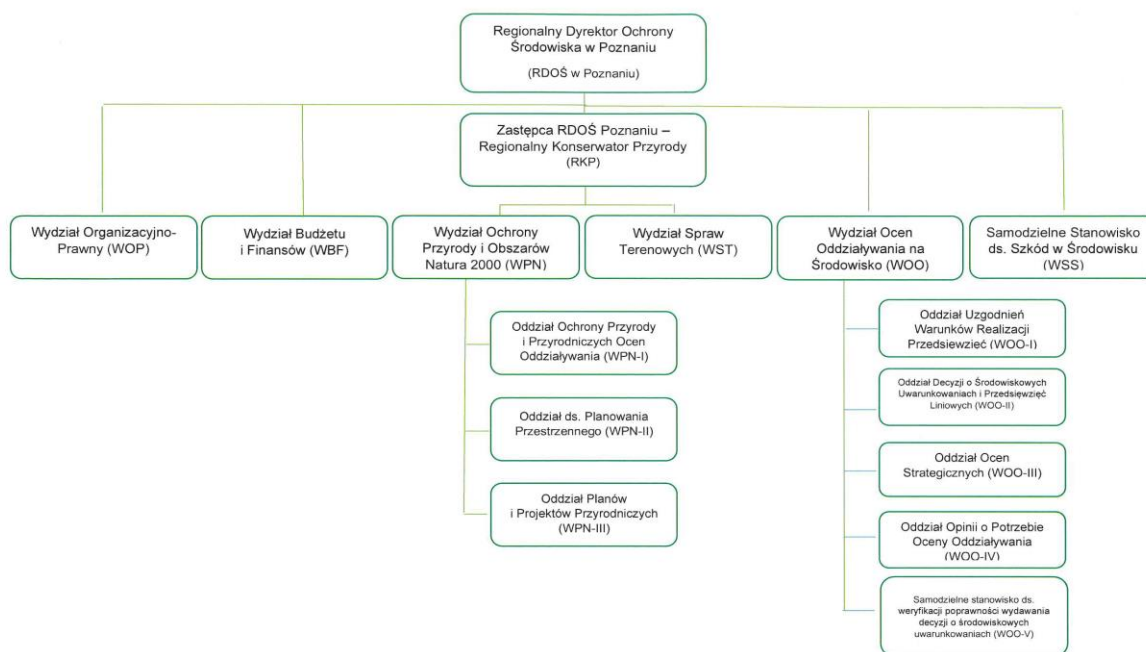 Regionalny Dyrektor Ochrony
Środowiska w Poznaniu
(RDOŚ w Poznaniu)
Zastępca RDOŚ Poznaniu –
Regionalny Konserwator Przyrody
(RKP)
Wydział Organizacyjno-
Prawny (WOP)
Wydział Budżetu
i Finansów (WBF)
Wydział Ochrony
Przyrody i Obszarów
Natura 2000 (WPN)
Wydział Spraw
Terenowych (WST)
Wydział Ocen
Oddziaływania na
Środowisko (WOO)
Samodzielne Stanowisko
ds. Szkód w Środowisku
(WSS)
Oddział Ochrony Przyrody
i Przyrodniczych Ocen
Oddziaływania (WPN-I)
Oddział ds. Planowania
Przestrzennego (WPN-II)
Oddział Planów
i Projektów Przyrodniczych
(WPN-III)
Oddział Uzgodnień
Warunków Realizacji
Przedsiewzięć (WOO-I)
Oddział Decyzji o Środowiskowych
Uwarunkowaniach i Przedsięwzięć
Liniowych (WOO-II)
Oddział Ocen
Strategicznych (WOO-III)
Oddział Opinii o Potrzebie
Oceny Oddziaływania
(WOO-IV)
Samodzielne stanowisko ds.
weryfikacji poprawności wydawania
decyzji o środowiskowych
uwarunkowaniach (WOO-V)